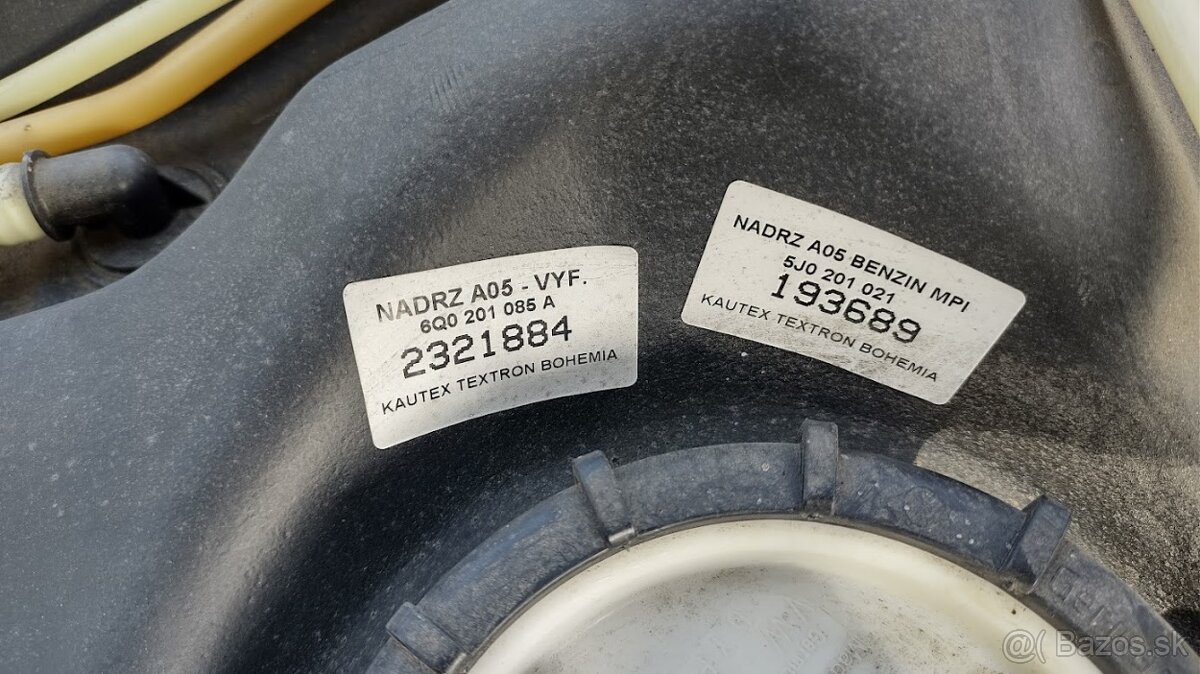 NADRZ A05 - VYF.
6Q0 201 085 A
2321884
KAUTEX TEXTRON BOHEMIA
NADRZ A05 BENZIN MPI
5J0 201 021
193689
KAUTEX TEXTRON BOHEMIA
@( Bazoš.sk